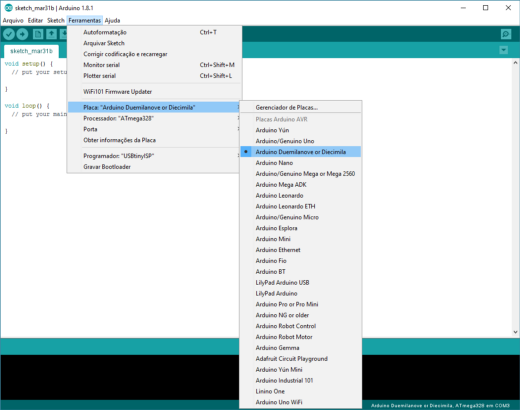 sketch_mar31b | Arduino 1.8.1
Arquivo Editar Sketch Ferramentas Ajuda
sketch_mar31b
void setup() {
// put your setu
}
void loop() {
// put your main
}
Autoformatação Ctrl+T
Arquivar Sketch
Corrigir codificação e recarregar
Monitor serial Ctrl+Shift+M
Plotter serial Ctrl+Shift+L
WiFi101 Firmware Updater
Placa: "Arduino Duemilanove or Diecimila"
Processador: "ATmega328"
Porta
Obter informações da Placa
Programador: "USBtinyISP"
Gravar Bootloader
Gerenciador de Placas...
Placas Arduino AVR
Arduino Yún
Arduino/Genuino Uno
Arduino Duemilanove or Diecimila
Arduino Nano
Arduino/Genuino Mega or Mega 2560
Arduino Mega ADK
Arduino Leonardo
Arduino Leonardo ETH
Arduino/Genuino Micro
Arduino Esplora
Arduino Mini
Arduino Ethernet
Arduino Fio
Arduino BT
LilyPad Arduino USB
LilyPad Arduino
Arduino Pro or Pro Mini
Arduino NG or older
Arduino Robot Control
Arduino Robot Motor
Arduino Gemma
Adafruit Circuit Playground
Arduino Yún Mini
Arduino Industrial 101
Linino One
Arduino Uno WiFi
Arduino Duemilanove or Diecimila, ATmega328 em COM3